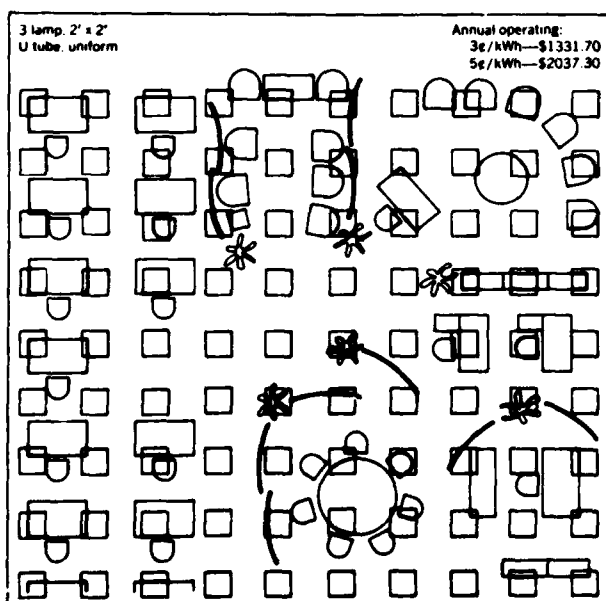 3 lamp, 2' x 2'
U tube, uniform
Annual operating:
3¢/kWh—$1331.70
5¢/kWh—$2037.30